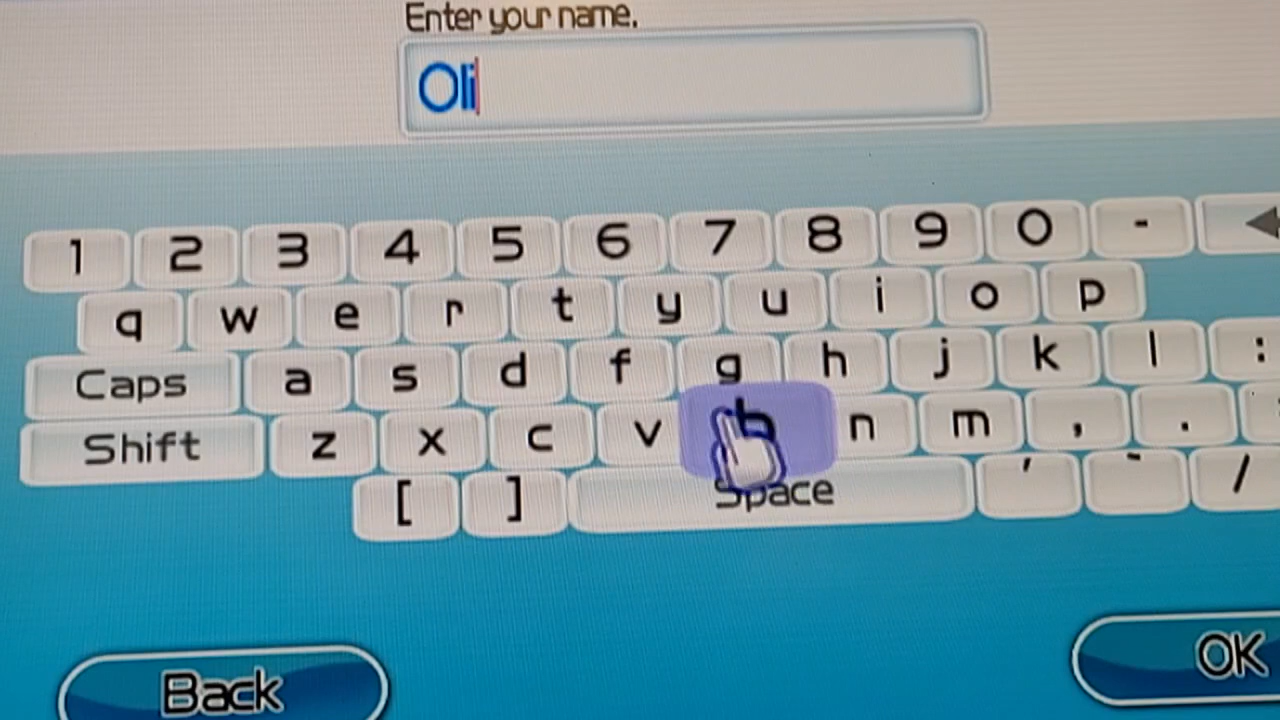 Enter your name.
Oli
1 2 3 4 5 6 7 8 9 0 -
q w e r t y u i o p
Caps a s d f g h j k l :
Shift z x c v b n m , .
[ ] Space ' ~ /
Back OK